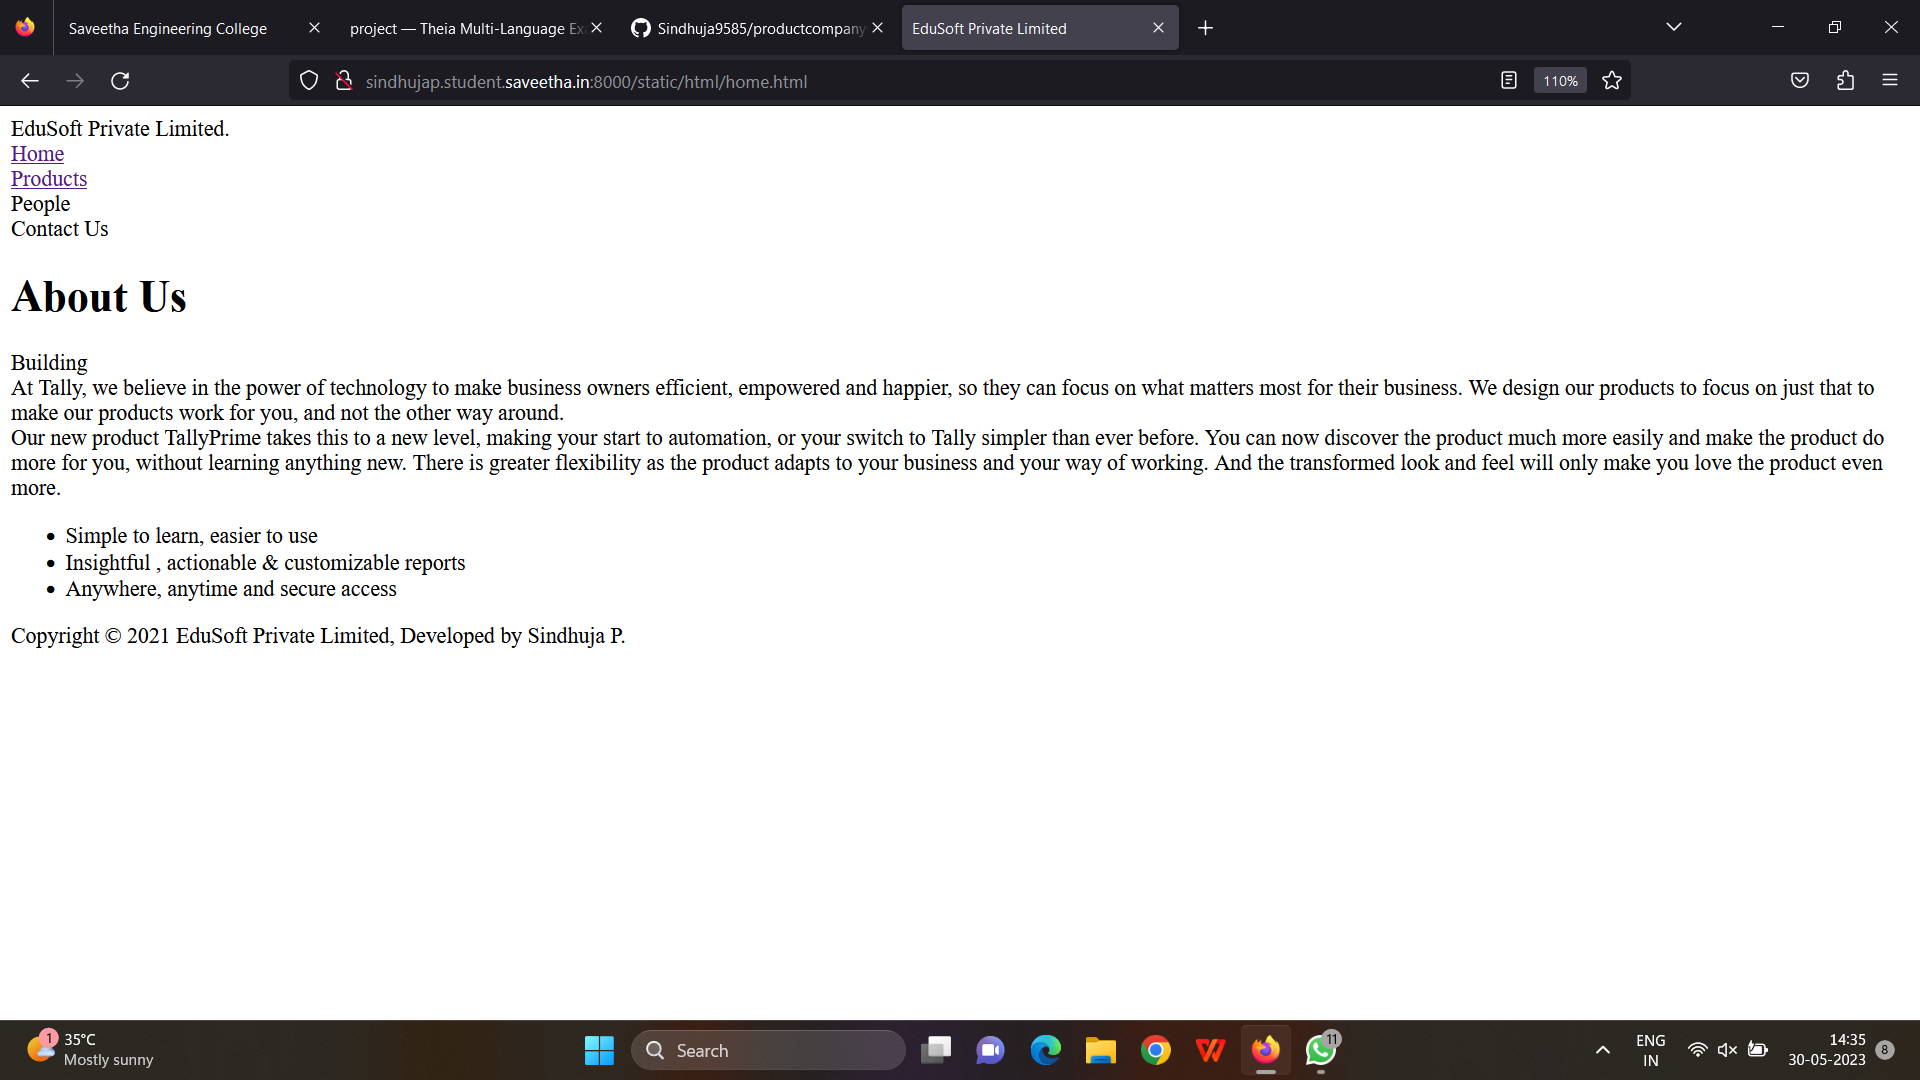 Saveetha Engineering College
project — Theia Multi-Language Ex
Sindhuja9585/productcompany
EduSoft Private Limited
sindhujap.student.saveetha.in:8000/static/html/home.html
110%
EduSoft Private Limited.
Home
Products
People
Contact Us
About Us
Building
At Tally, we believe in the power of technology to make business owners efficient, empowered and happier, so they can focus on what matters most for their business. We design our products to focus on just that to
make our products work for you, and not the other way around.
Our new product TallyPrime takes this to a new level, making your start to automation, or your switch to Tally simpler than ever before. You can now discover the product much more easily and make the product do
more for you, without learning anything new. There is greater flexibility as the product adapts to your business and your way of working. And the transformed look and feel will only make you love the product even
more.
Simple to learn, easier to use
Insightful , actionable & customizable reports
Anywhere, anytime and secure access
Copyright © 2021 EduSoft Private Limited, Developed by Sindhuja P.
1
35°C
Mostly sunny
Search
11
ENG
IN
14:35
30-05-2023
8